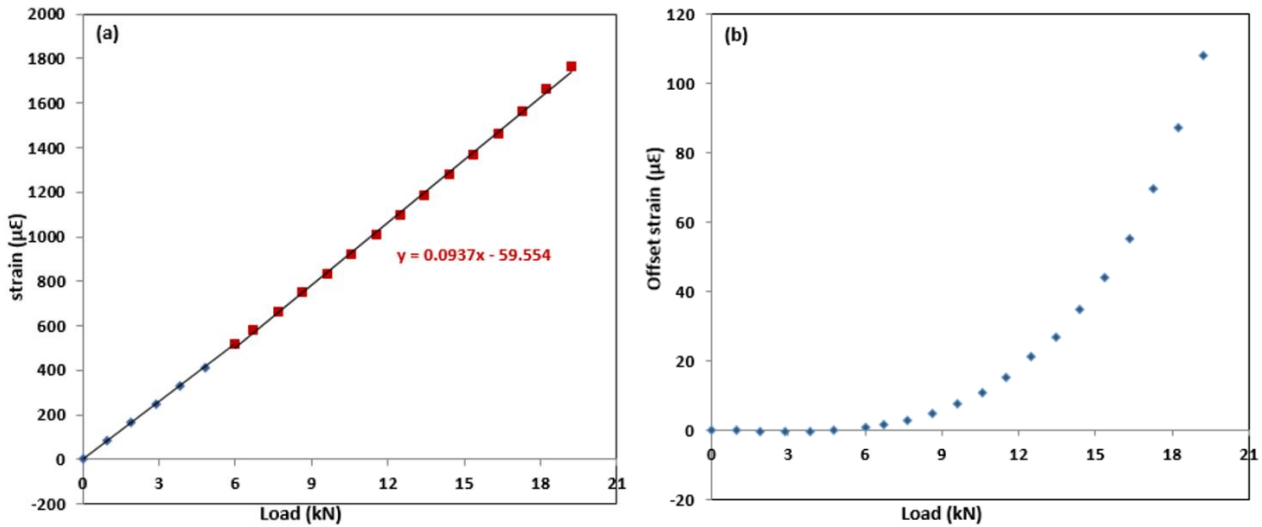 (a)
2000
1800
1600
1400
1200
1000
800
600
400
200
0
-200
strain (µƐ)
y = 0.0937x - 59.554
0 3 6 9 12 15 18 21
Load (kN)
(b)
120
100
80
60
40
20
0
-20
Offset strain (µƐ)
0 3 6 9 12 15 18 21
Load (kN)